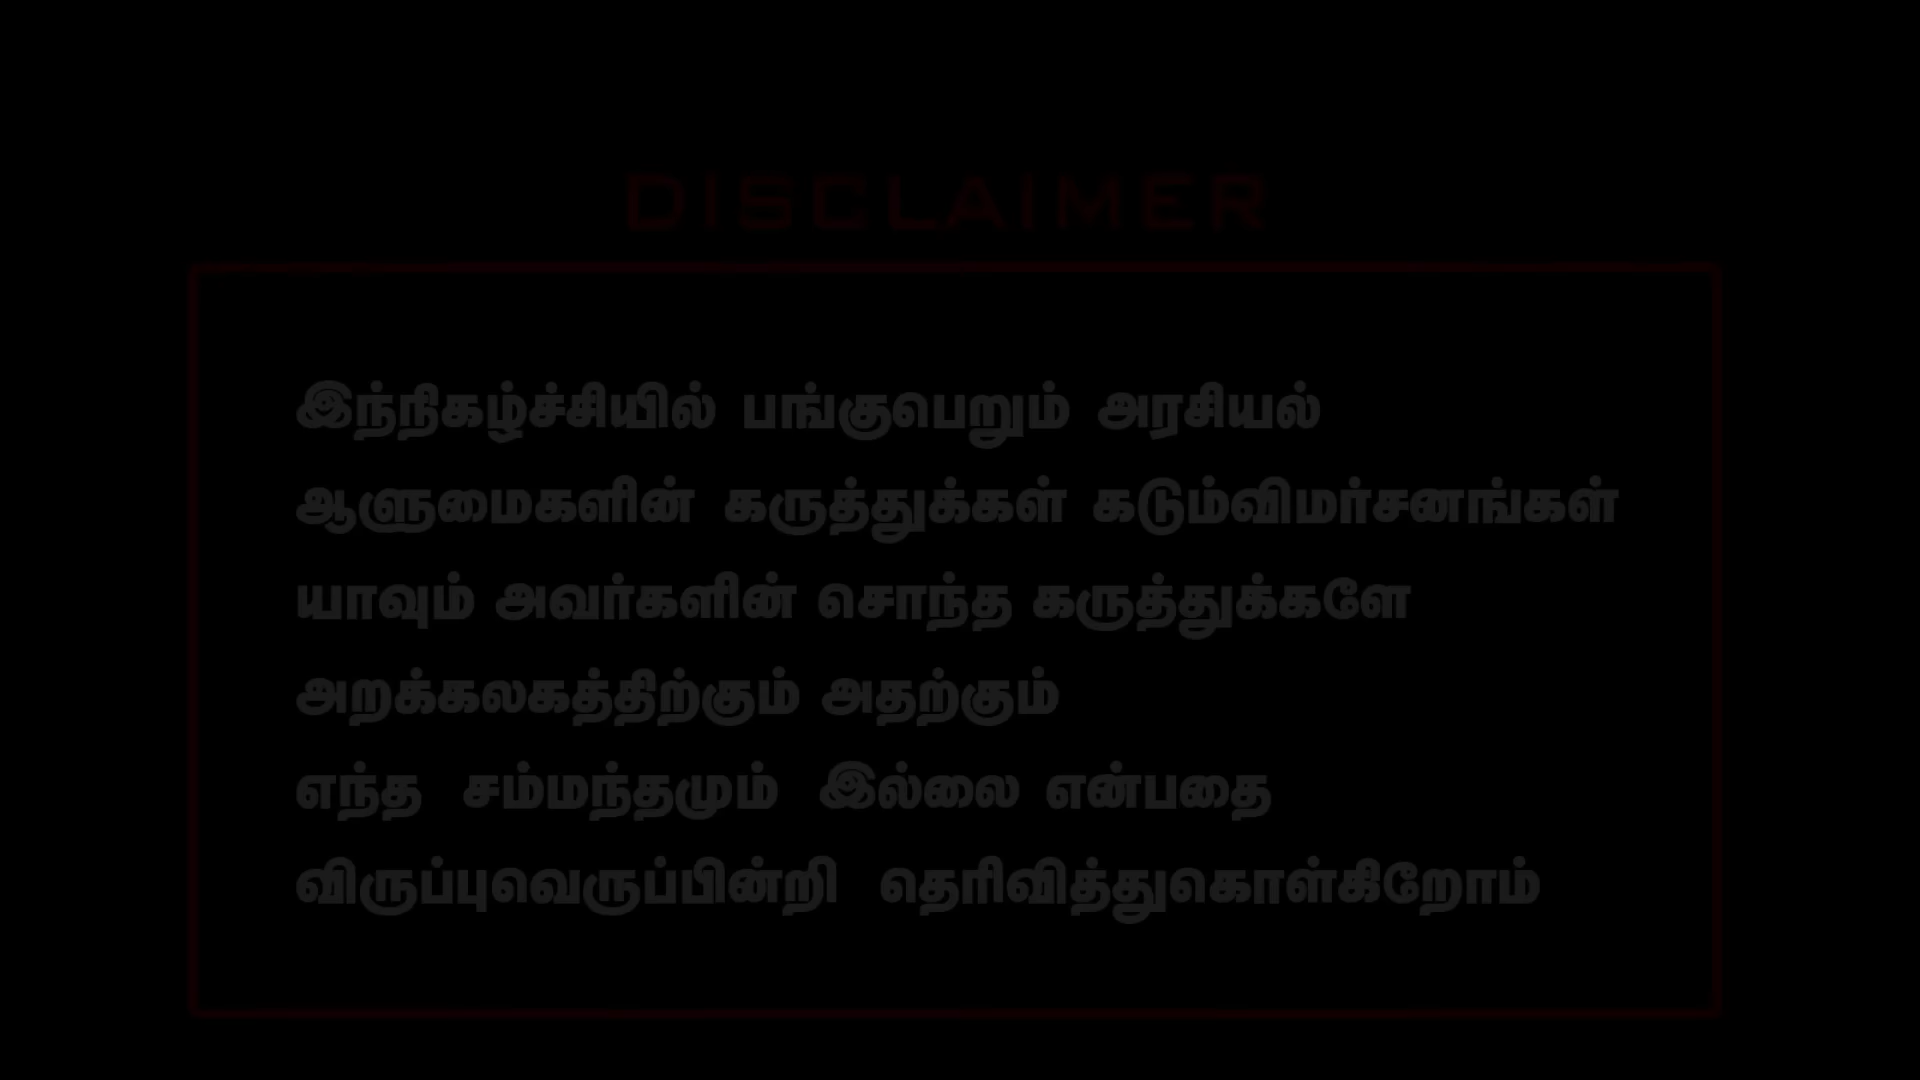 DISCLAIMER
இந்நிகழ்ச்சியில் பங்குபெறும் அரசியல்
ஆளுமைகளின் கருத்துக்கள் கடும்விமர்சனங்கள்
யாவும் அவர்களின் சொந்த கருத்துக்களே
அறக்கலகத்திற்கும் அதற்கும்
எந்த சம்மந்தமும் இல்லை என்பதை
விருப்புவெருப்பின்றி தெரிவித்துகொள்கிறோம்